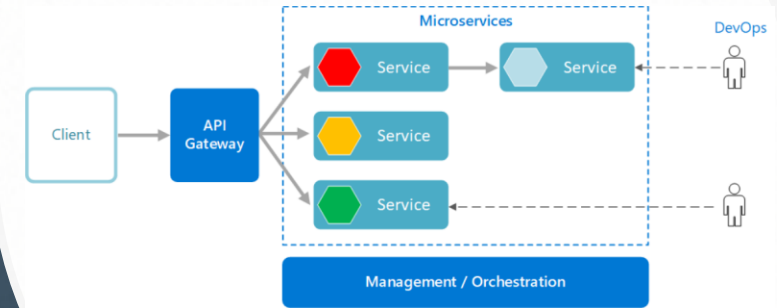 Microservices
DevOps
Service
Service
Client
API
Gateway
Service
Service
Management / Orchestration